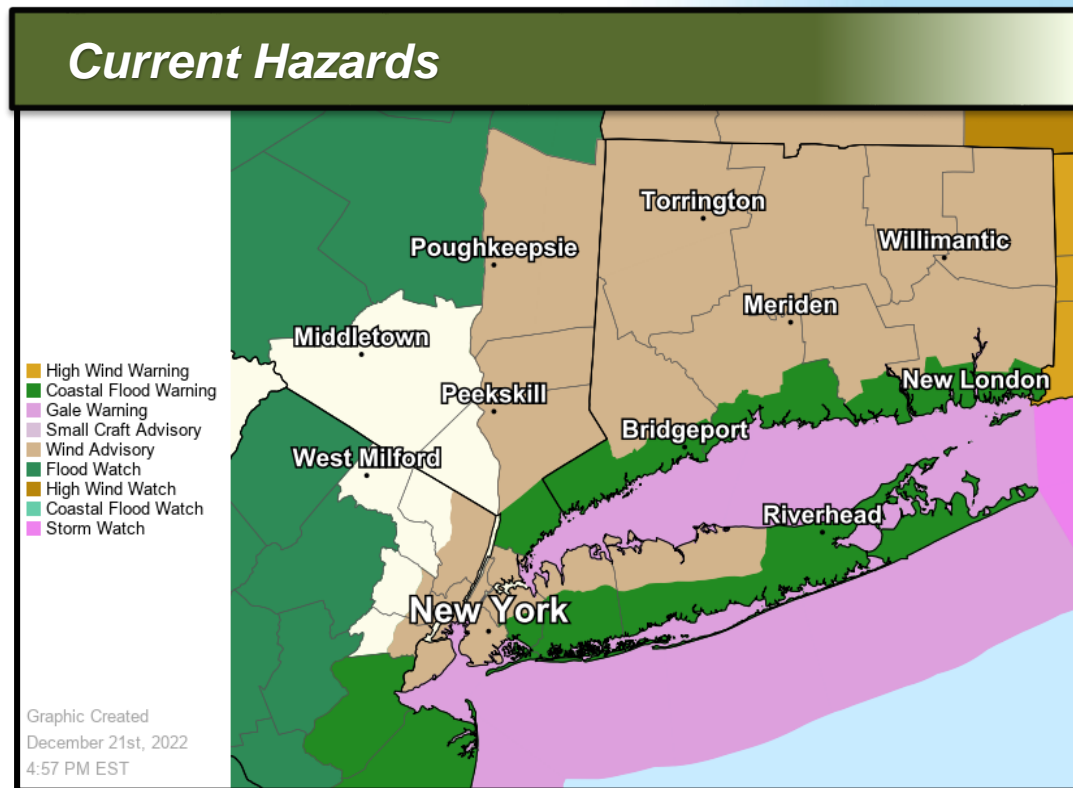 Current Hazards
Torrington
Willimantic
Poughkeepsie
Meriden
Middletown
High Wind Warning
Coastal Flood Warning
New London
Peekskill
Gale Warning
Small Craft Advisory
Bridgeport
Wind Advisory
West Milford
Flood Watch
High Wind Watch
Coastal Flood Watch
Riverhead
Storm Watch
New York
Graphic Created
December 21st, 2022
4:57 PM EST